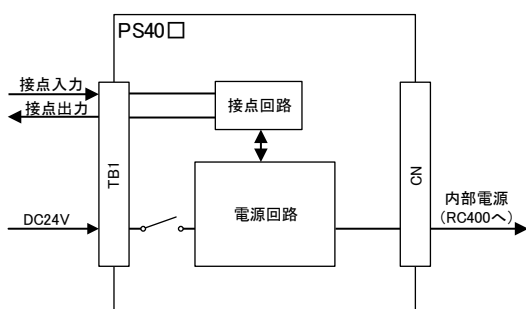 PS40□
接点入力
接点出力
接点回路
TB1
CN
DC24V
電源回路
内部電源
(RC400へ)